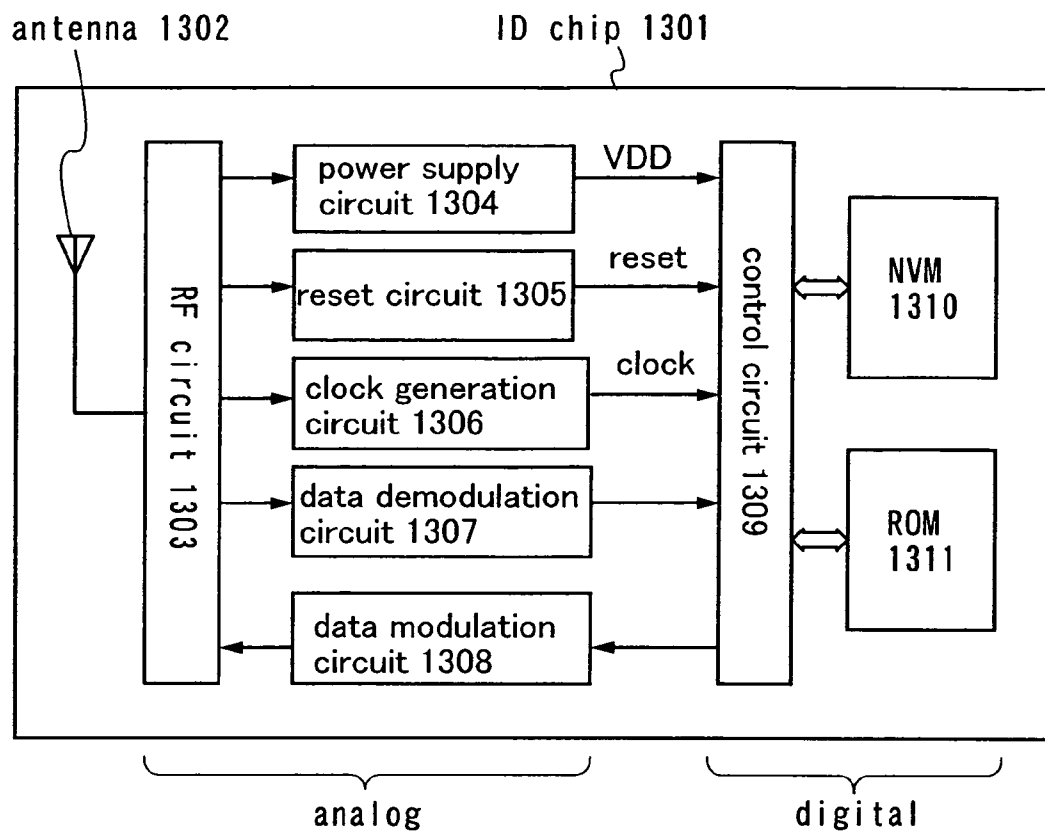 antenna 1302
ID chip 1301
RF circuit 1303
power supply
circuit 1304
VDD
reset circuit 1305
reset
clock generation
circuit 1306
clock
data demodulation
circuit 1307
data modulation
circuit 1308
control circuit 1309
NVM
1310
ROM
1311
analog
digital